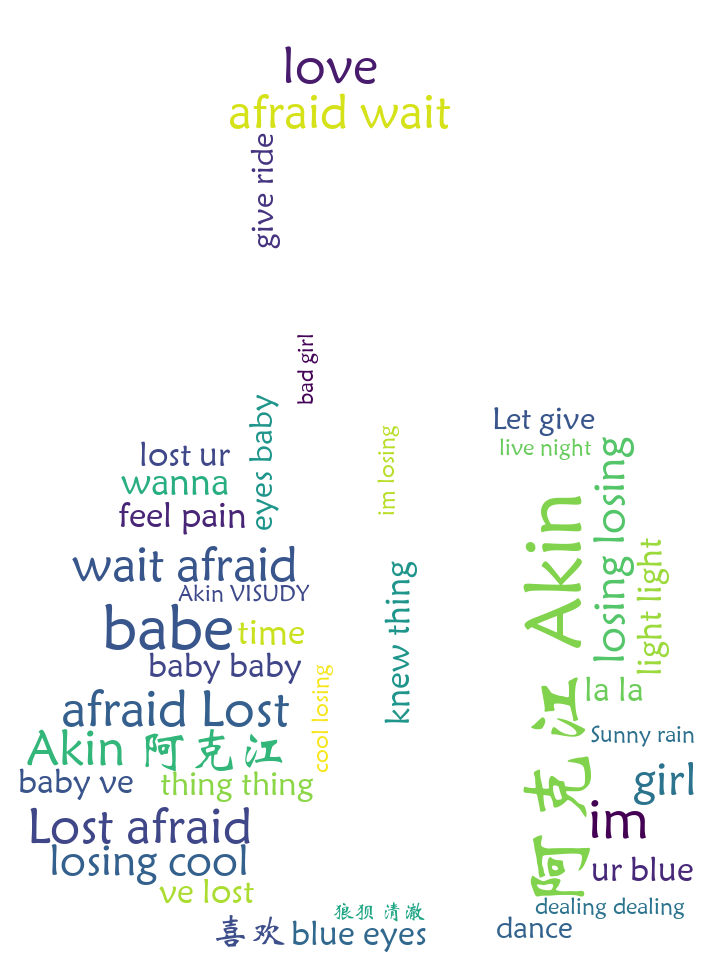 love
afraid wait
give ride
bad girl
eyes baby
Let give
im losing
live night
losing losing
lost ur
wanna
feel pain
阿克江 Akin
light light
wait afraid
knew thing
Akin VISUDY
babe
time
baby baby
cool losing
la la
afraid Lost
Sunny rain
Akin 阿克江
baby ve
thing thing
girl
im
Lost afraid
losing cool
ur blue
ve lost
dealing dealing
狼狈 清澈
喜欢
blue eyes
dance